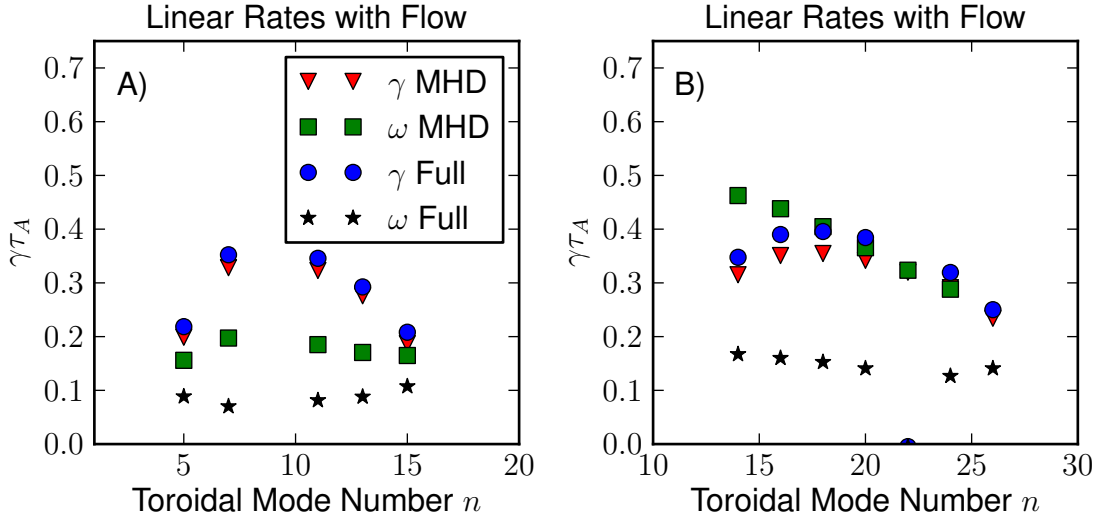 Linear Rates with Flow
A)
γ MHD
ω MHD
γ Full
ω Full
γτ_A
0.7
0.6
0.5
0.4
0.3
0.2
0.1
0.0
5 10 15 20
Toroidal Mode Number n
Linear Rates with Flow
B)
0.7
0.6
0.5
0.4
0.3
0.2
0.1
0.0
γτ_A
10 15 20 25 30
Toroidal Mode Number n